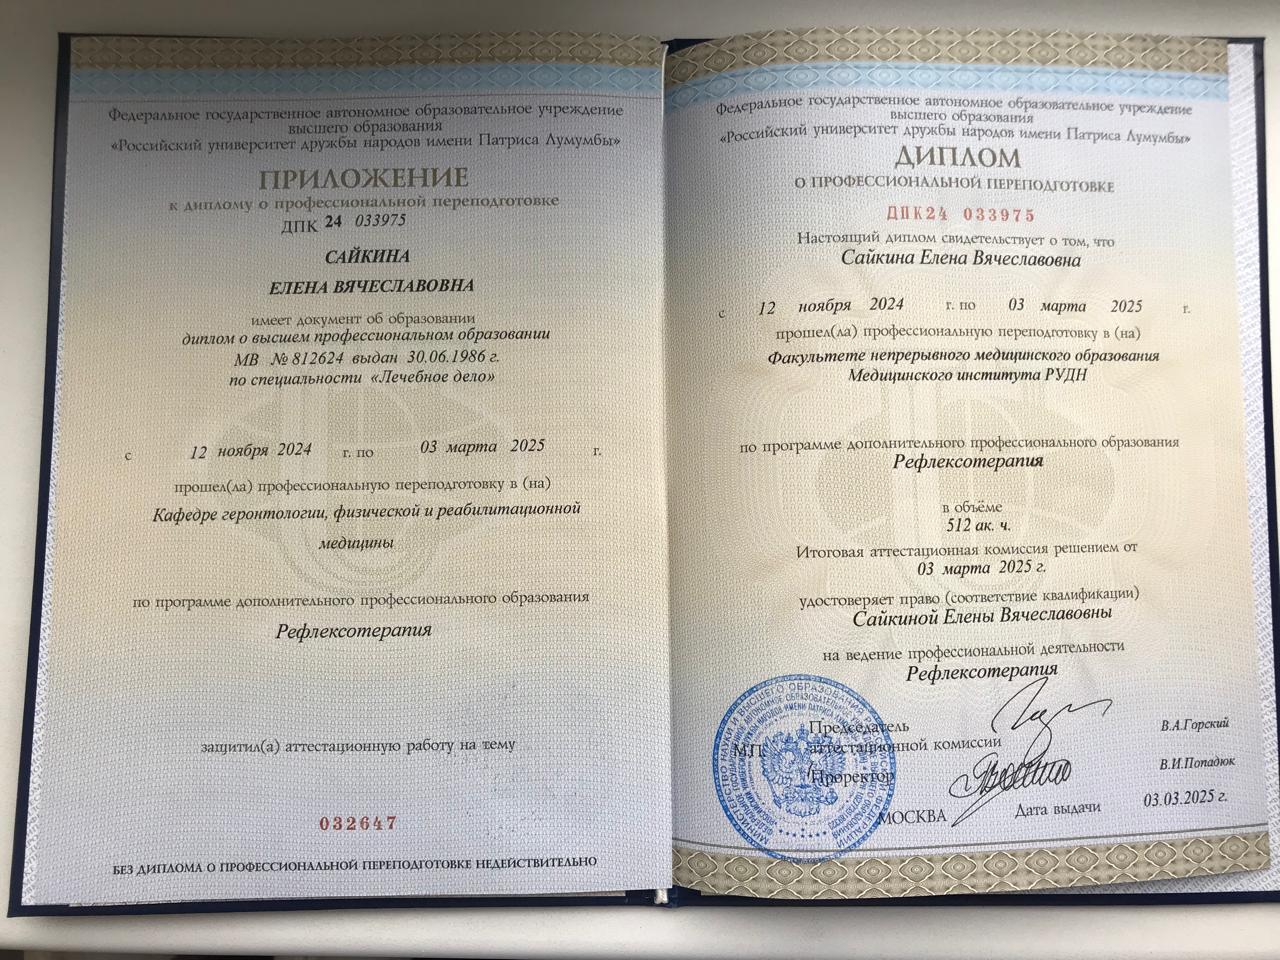 Федеральное государственное автономное образовательное учреждение
высшего образования
«Российский университет дружбы народов имени Патриса Лумумбы»
ПРИЛОЖЕНИЕ
к диплому о профессиональной переподготовке
ДПК 24 033975
САЙКИНА
ЕЛЕНА ВЯЧЕСЛАВОВНА
имеет документ об образовании
диплом о высшем профессиональном образовании
МВ № 812624 выдан 30.06.1986 г.
по специальности «Лечебное дело»
с 12 ноября 2024 г. по 03 марта 2025 г.
прошел(ла) профессиональную переподготовку в (на)
Кафедре геронтологии, физической и реабилитационной
медицины
по программе дополнительного профессионального образования
Рефлексотерапия
защитил(а) аттестационную работу на тему
032647
БЕЗ ДИПЛОМА О ПРОФЕССИОНАЛЬНОЙ ПЕРЕПОДГОТОВКЕ НЕДЕЙСТВИТЕЛЬНО
Федеральное государственное автономное образовательное учреждение
высшего образования
«Российский университет дружбы народов имени Патриса Лумумбы»
ДИПЛОМ
О ПРОФЕССИОНАЛЬНОЙ ПЕРЕПОДГОТОВКЕ
ДПК24 033975
Настоящий диплом свидетельствует о том, что
Сайкина Елена Вячеславовна
с 12 ноября 2024 г. по 03 марта 2025 г.
прошел(ла) профессиональную переподготовку в (на)
Факультете непрерывного медицинского образования
Медицинского института РУДН
по программе дополнительного профессионального образования
Рефлексотерапия
в объёме
512 ак. ч.
Итоговая аттестационная комиссия решением от
03 марта 2025 г.
удостоверяет право (соответствие квалификации)
Сайкиной Елены Вячеславовны
на ведение профессиональной деятельности
Рефлексотерапия
Председатель
М.П. аттестационной комиссии В.А.Горский
Проректор В.И.Попадюк
МОСКВА Дата выдачи 03.03.2025 г.